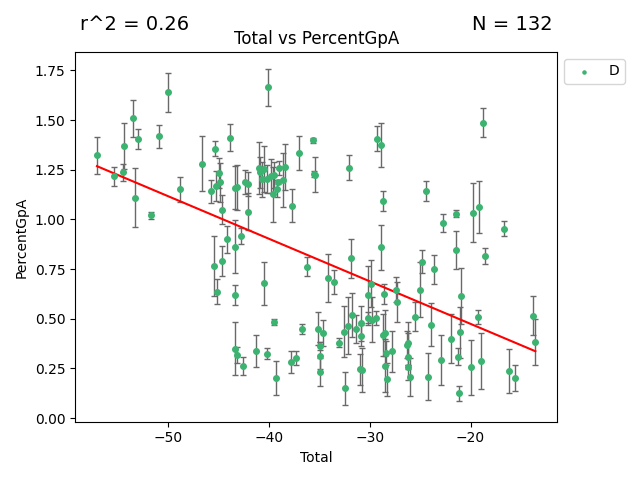 r^2 = 0.26
N = 132
Total vs PercentGpA
D
PercentGpA
1.75
1.50
1.25
1.00
0.75
0.50
0.25
0.00
−50
−40
−30
−20
Total